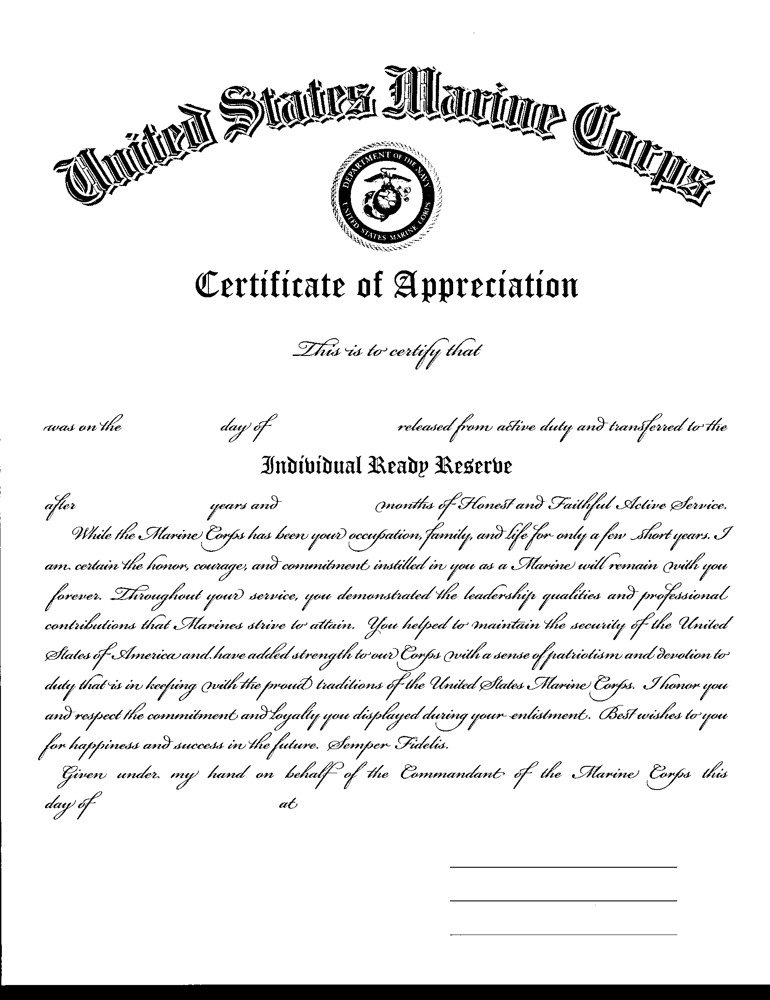 United States Marine Corps
DEPARTMENT OF THE NAVY
UNITED STATES MARINE CORPS
Certificate of Appreciation
This is to certify that
was on the day of released from active duty and transferred to the
Individual Ready Reserve
after years and months of Honest and Faithful Active Service.
While the Marine Corps has been your occupation, family, and life for only a few short years. I
am certain the honor, courage, and commitment instilled in you as a Marine will remain with you
forever. Throughout your service, you demonstrated the leadership qualities and professional
contributions that Marines strive to attain. You helped to maintain the security of the United
States of America and have added strength to our Corps with a sense of patriotism and devotion to
duty that is in keeping with the proud traditions of the United States Marine Corps. I honor you
and respect the commitment and loyalty you displayed during your enlistment. Best wishes to you
for happiness and success in the future. Semper Fidelis.
Given under my hand on behalf of the Commandant of the Marine Corps this
day of at